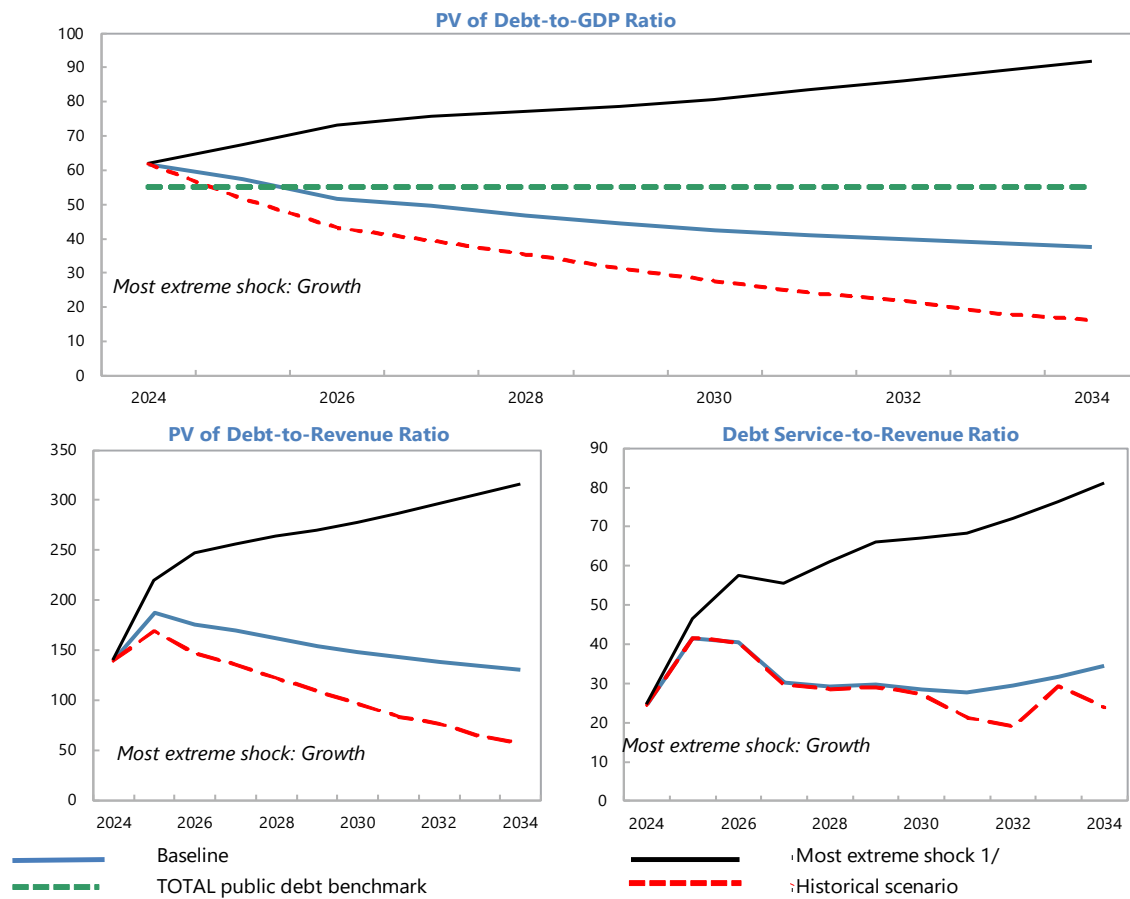 PV of Debt-to-GDP Ratio
100
90
80
70
60
50
40
30
20
10
0
Most extreme shock: Growth
2024 2026 2028 2030 2032 2034
PV of Debt-to-Revenue Ratio
350
300
250
200
150
100
50
0
Most extreme shock: Growth
2024 2026 2028 2030 2032 2034
Debt Service-to-Revenue Ratio
90
80
70
60
50
40
30
20
10
0
Most extreme shock: Growth
2024 2026 2028 2030 2032 2034
Baseline
Most extreme shock 1/
TOTAL public debt benchmark
Historical scenario